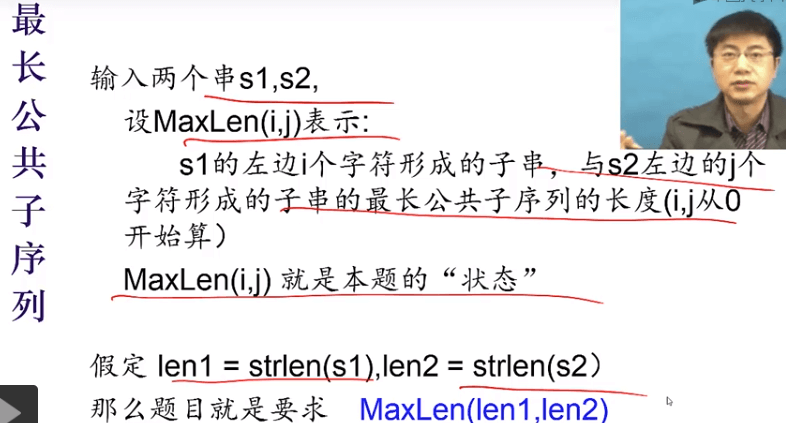 最长公共子序列
输入两个串s1,s2,
设MaxLen(i,j)表示:
s1的左边i个字符形成的子串，与s2左边的j个
字符形成的子串的最长公共子序列的长度(i,j从0
开始算）
MaxLen(i,j) 就是本题的“状态”
假定 len1 = strlen(s1),len2 = strlen(s2）
那么题目就是要求 MaxLen(len1,len2)